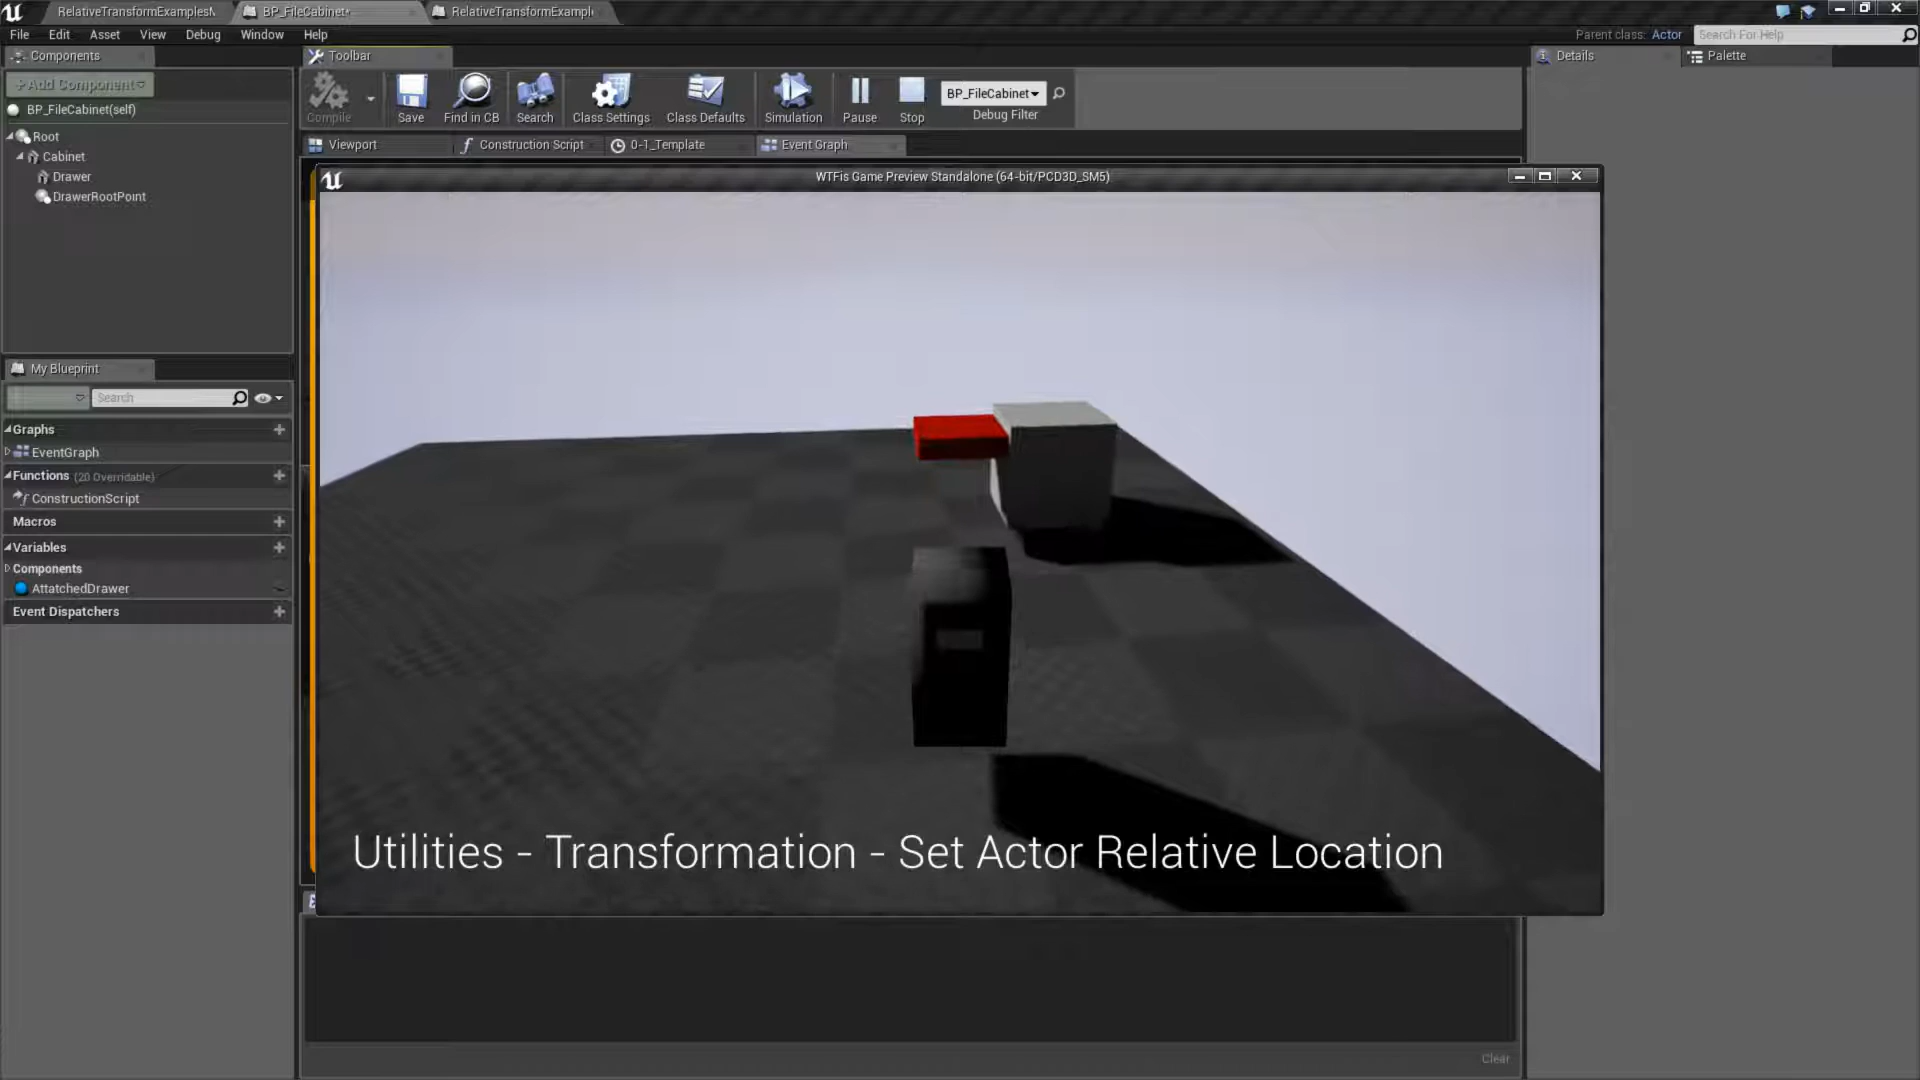 RelativeTransformExamplesM
BP_FileCabinet*
RelativeTransformExampl
File Edit Asset View Debug Window Help
Parent class: Actor
Search For Help
Components
Toolbar
Details
Palette
+Add Component
BP_FileCabinet(self)
Root
Cabinet
Drawer
DrawerRootPoint
Compile
Save
Find in CB
Search
Class Settings
Class Defaults
Simulation
Pause
Stop
BP_FileCabinet
Debug Filter
Viewport
Construction Script
0-1_Template
Event Graph
WTFis Game Preview Standalone (64-bit/PCD3D_SM5)
My Blueprint
Search
Graphs
EventGraph
Functions (20 Overridable)
ConstructionScript
Macros
Variables
Components
AttatchedDrawer
Event Dispatchers
Utilities - Transformation - Set Actor Relative Location
Clear